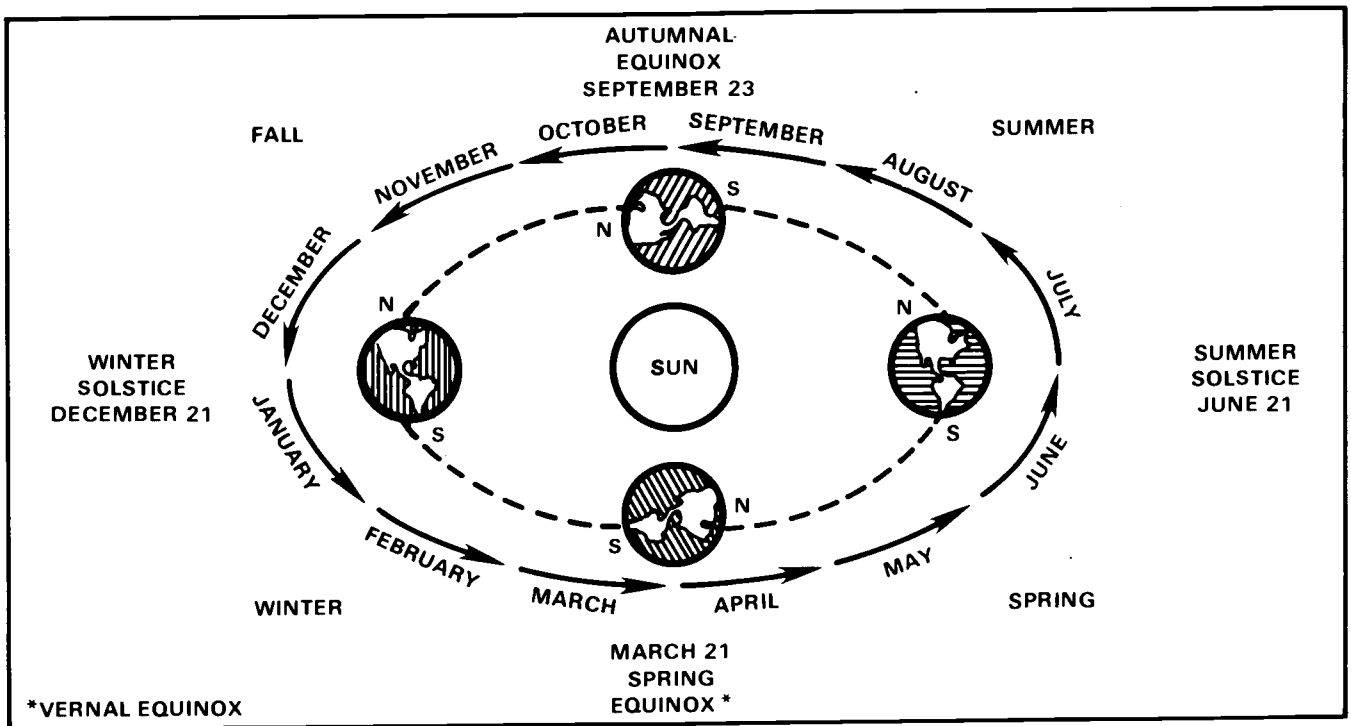 AUTUMNAL
EQUINOX
SEPTEMBER 23
FALL
OCTOBER
SEPTEMBER
SUMMER
NOVEMBER
AUGUST
S
N
DECEMBER
JULY
N
N
WINTER
SOLSTICE
DECEMBER 21
SUN
SUMMER
SOLSTICE
JUNE 21
JANUARY
S
S
JUNE
N
S
FEBRUARY
MAY
WINTER
MARCH
APRIL
SPRING
MARCH 21
SPRING
EQUINOX *
*VERNAL EQUINOX